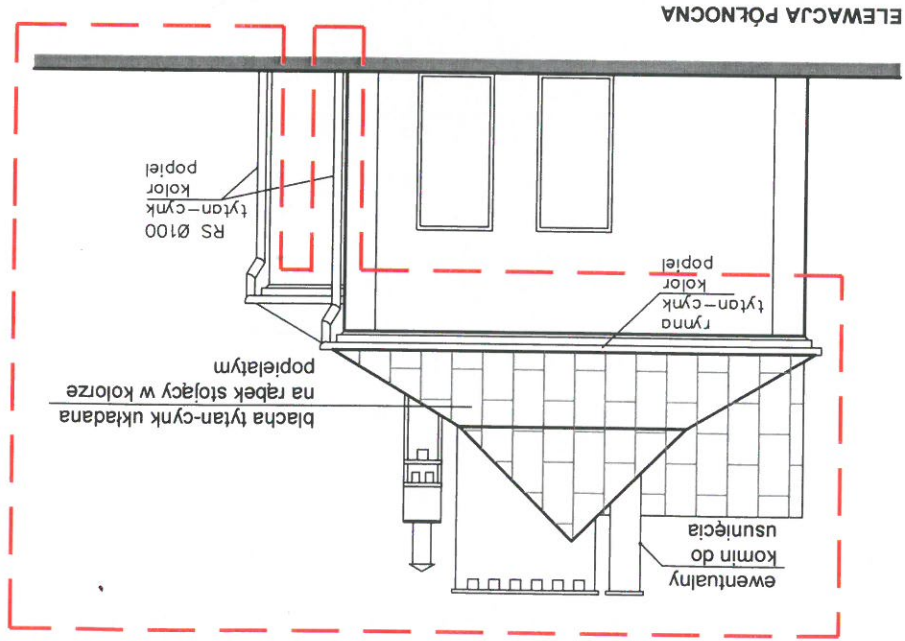 ewentualny
komin do
usunięcia
blacha tytan-cynk układana
na rąbek stojący w kolorze
popielatym
rynna
tytan-cynk
kolor
popiel
RS Ø100
tytan-cynk
kolor
popiel
ELEWACJA PÓŁNOCNA